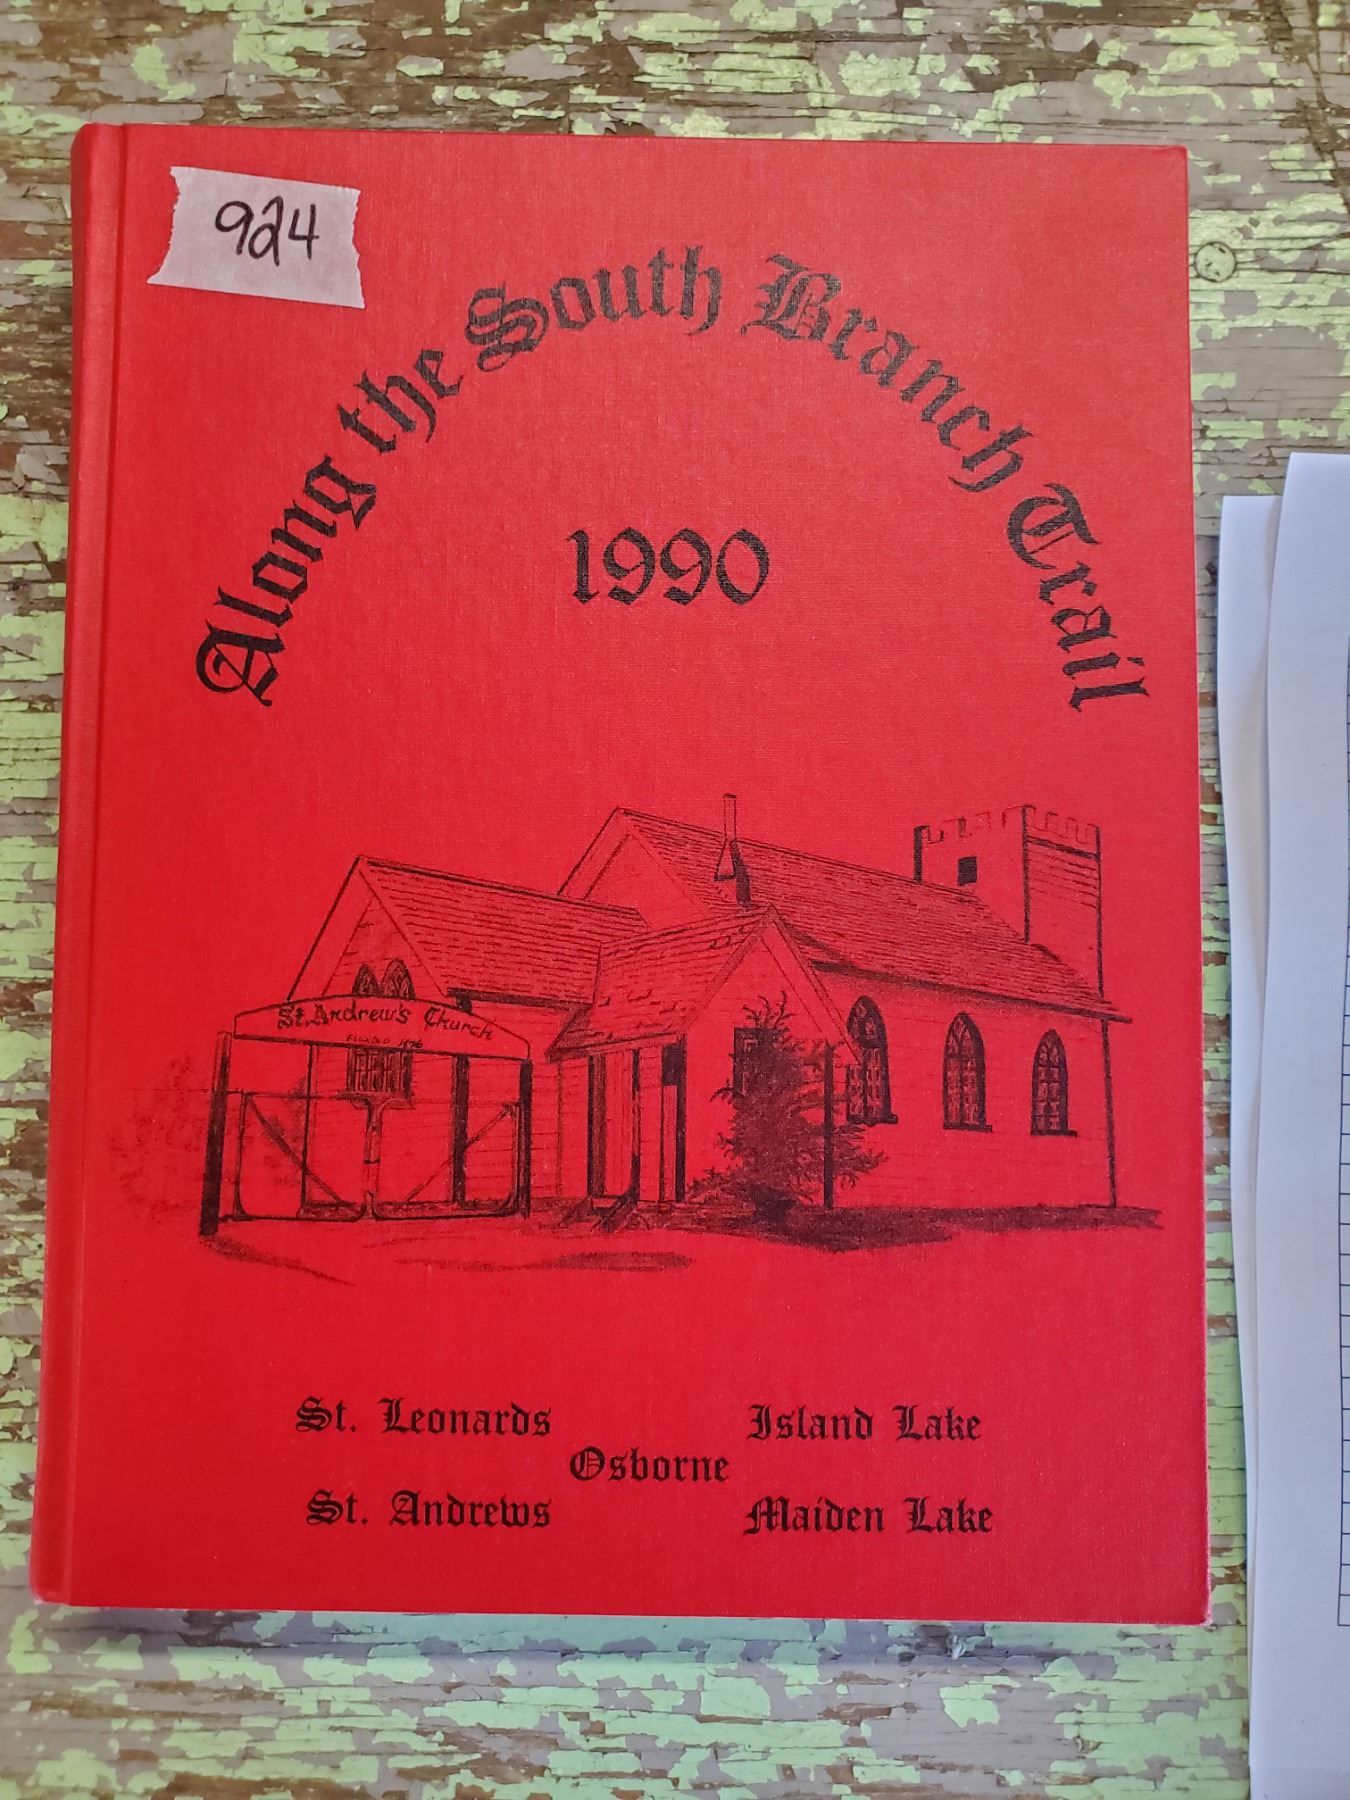 924
Along the South Branch Trail
1990
St. Andrew's Church
St. Leonards
Island Lake
Osborne
St. Andrews
Maiden Lake